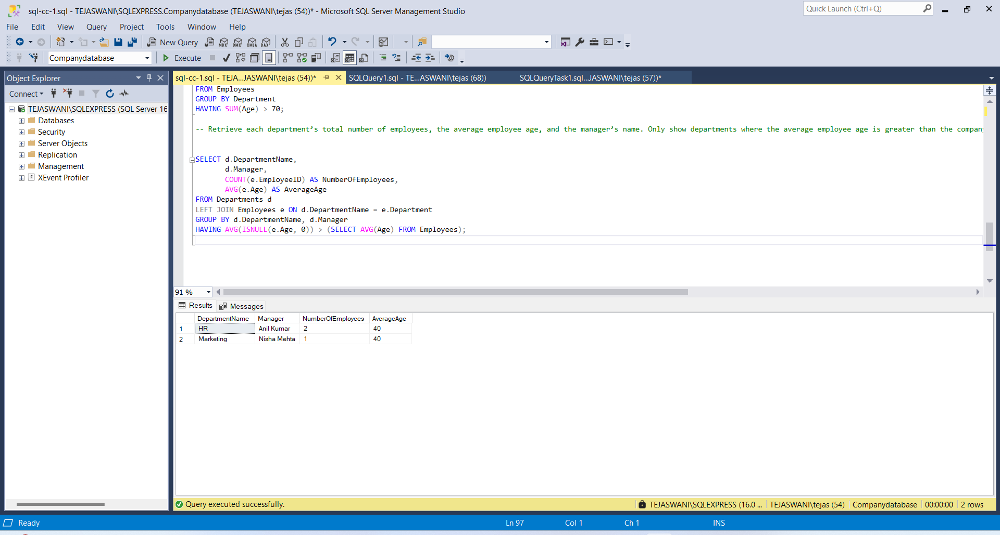 sql-cc-1.sql - TEJASWANI\SQLEXPRESS.Companydatabase (TEJASWANI\tejas (54))* - Microsoft SQL Server Management Studio
Quick Launch (Ctrl+Q)
File Edit View Query Project Tools Window Help
New Query MDX DMX XMLA DAX
Companydatabase Execute
Object Explorer
sql-cc-1.sql - TEJA...JASWANI\tejas (54))* SQLQuery1.sql - TE...ASWANI\tejas (68)) SQLQueryTask1.sql...JASWANI\tejas (57))*
Connect
TEJASWANI\SQLEXPRESS (SQL Server 16
Databases
Security
Server Objects
Replication
Management
XEvent Profiler
FROM Employees
GROUP BY Department
HAVING SUM(Age) > 70;
-- Retrieve each department’s total number of employees, the average employee age, and the manager’s name. Only show departments where the average employee age is greater than the company
SELECT d.DepartmentName,
d.Manager,
COUNT(e.EmployeeID) AS NumberOfEmployees,
AVG(e.Age) AS AverageAge
FROM Departments d
LEFT JOIN Employees e ON d.DepartmentName = e.Department
GROUP BY d.DepartmentName, d.Manager
HAVING AVG(ISNULL(e.Age, 0)) > (SELECT AVG(Age) FROM Employees);
91 %
Results Messages
DepartmentName Manager NumberOfEmployees AverageAge
1 HR Anil Kumar 2 40
2 Marketing Nisha Mehta 1 40
Query executed successfully. TEJASWANI\SQLEXPRESS (16.0 ... TEJASWANI\tejas (54) Companydatabase 00:00:00 2 rows
Ready Ln 97 Col 1 Ch 1 INS